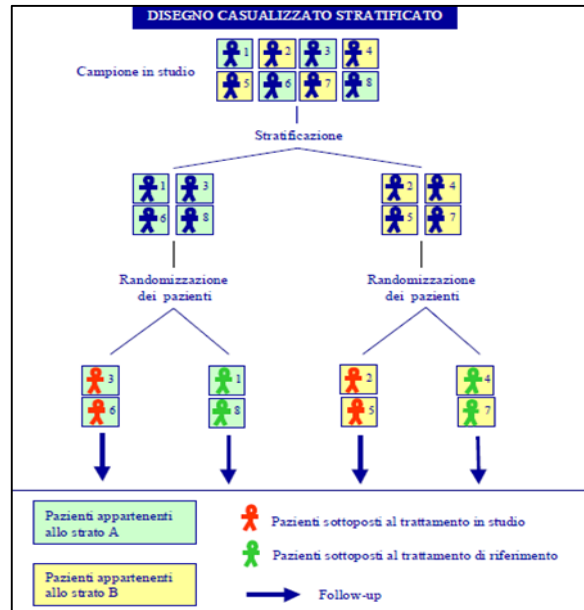 DISEGNO CASUALIZZATO STRATIFICATO
Campione in studio
1 2 3 4
5 6 7 8
Stratificazione
1 3 2 4
6 8 5 7
Randomizzazione Randomizzazione
dei pazienti dei pazienti
3 1 2 4
6 8 5 7
Pazienti appartenenti
allo strato A
Pazienti sottoposti al trattamento in studio
Pazienti sottoposti al trattamento di riferimento
Pazienti appartenenti
allo strato B
Follow-up